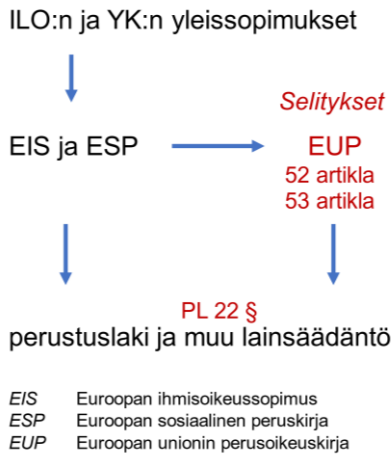 ILO:n ja YK:n yleissopimukset
Selitykset
EIS ja ESP
EUP
52 artikla
53 artikla
PL 22 §
perustuslaki ja muu lainsäädäntö
EIS Euroopan ihmisoikeussopimus
ESP Euroopan sosiaalinen peruskirja
EUP Euroopan unionin perusoikeuskirja